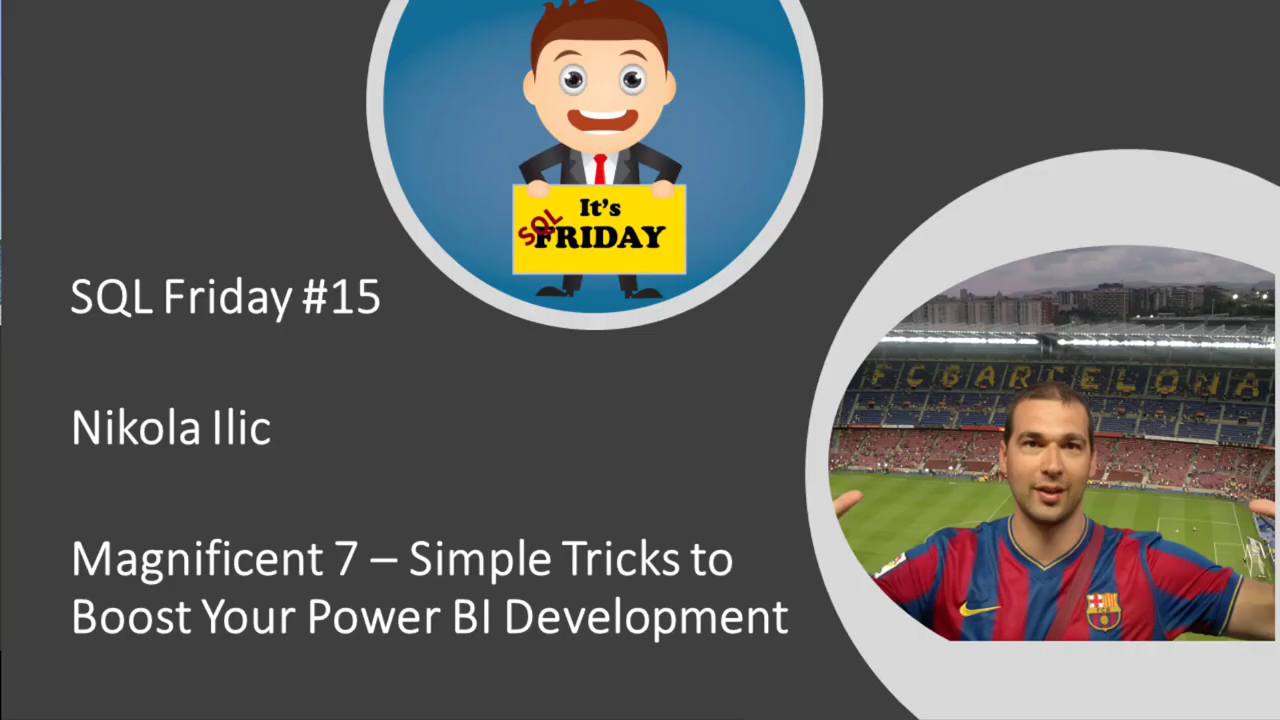 It's
SQL
FRIDAY
SQL Friday #15
FC BARCELONA
Nikola Ilic
Magnificent 7 – Simple Tricks to
Boost Your Power BI Development